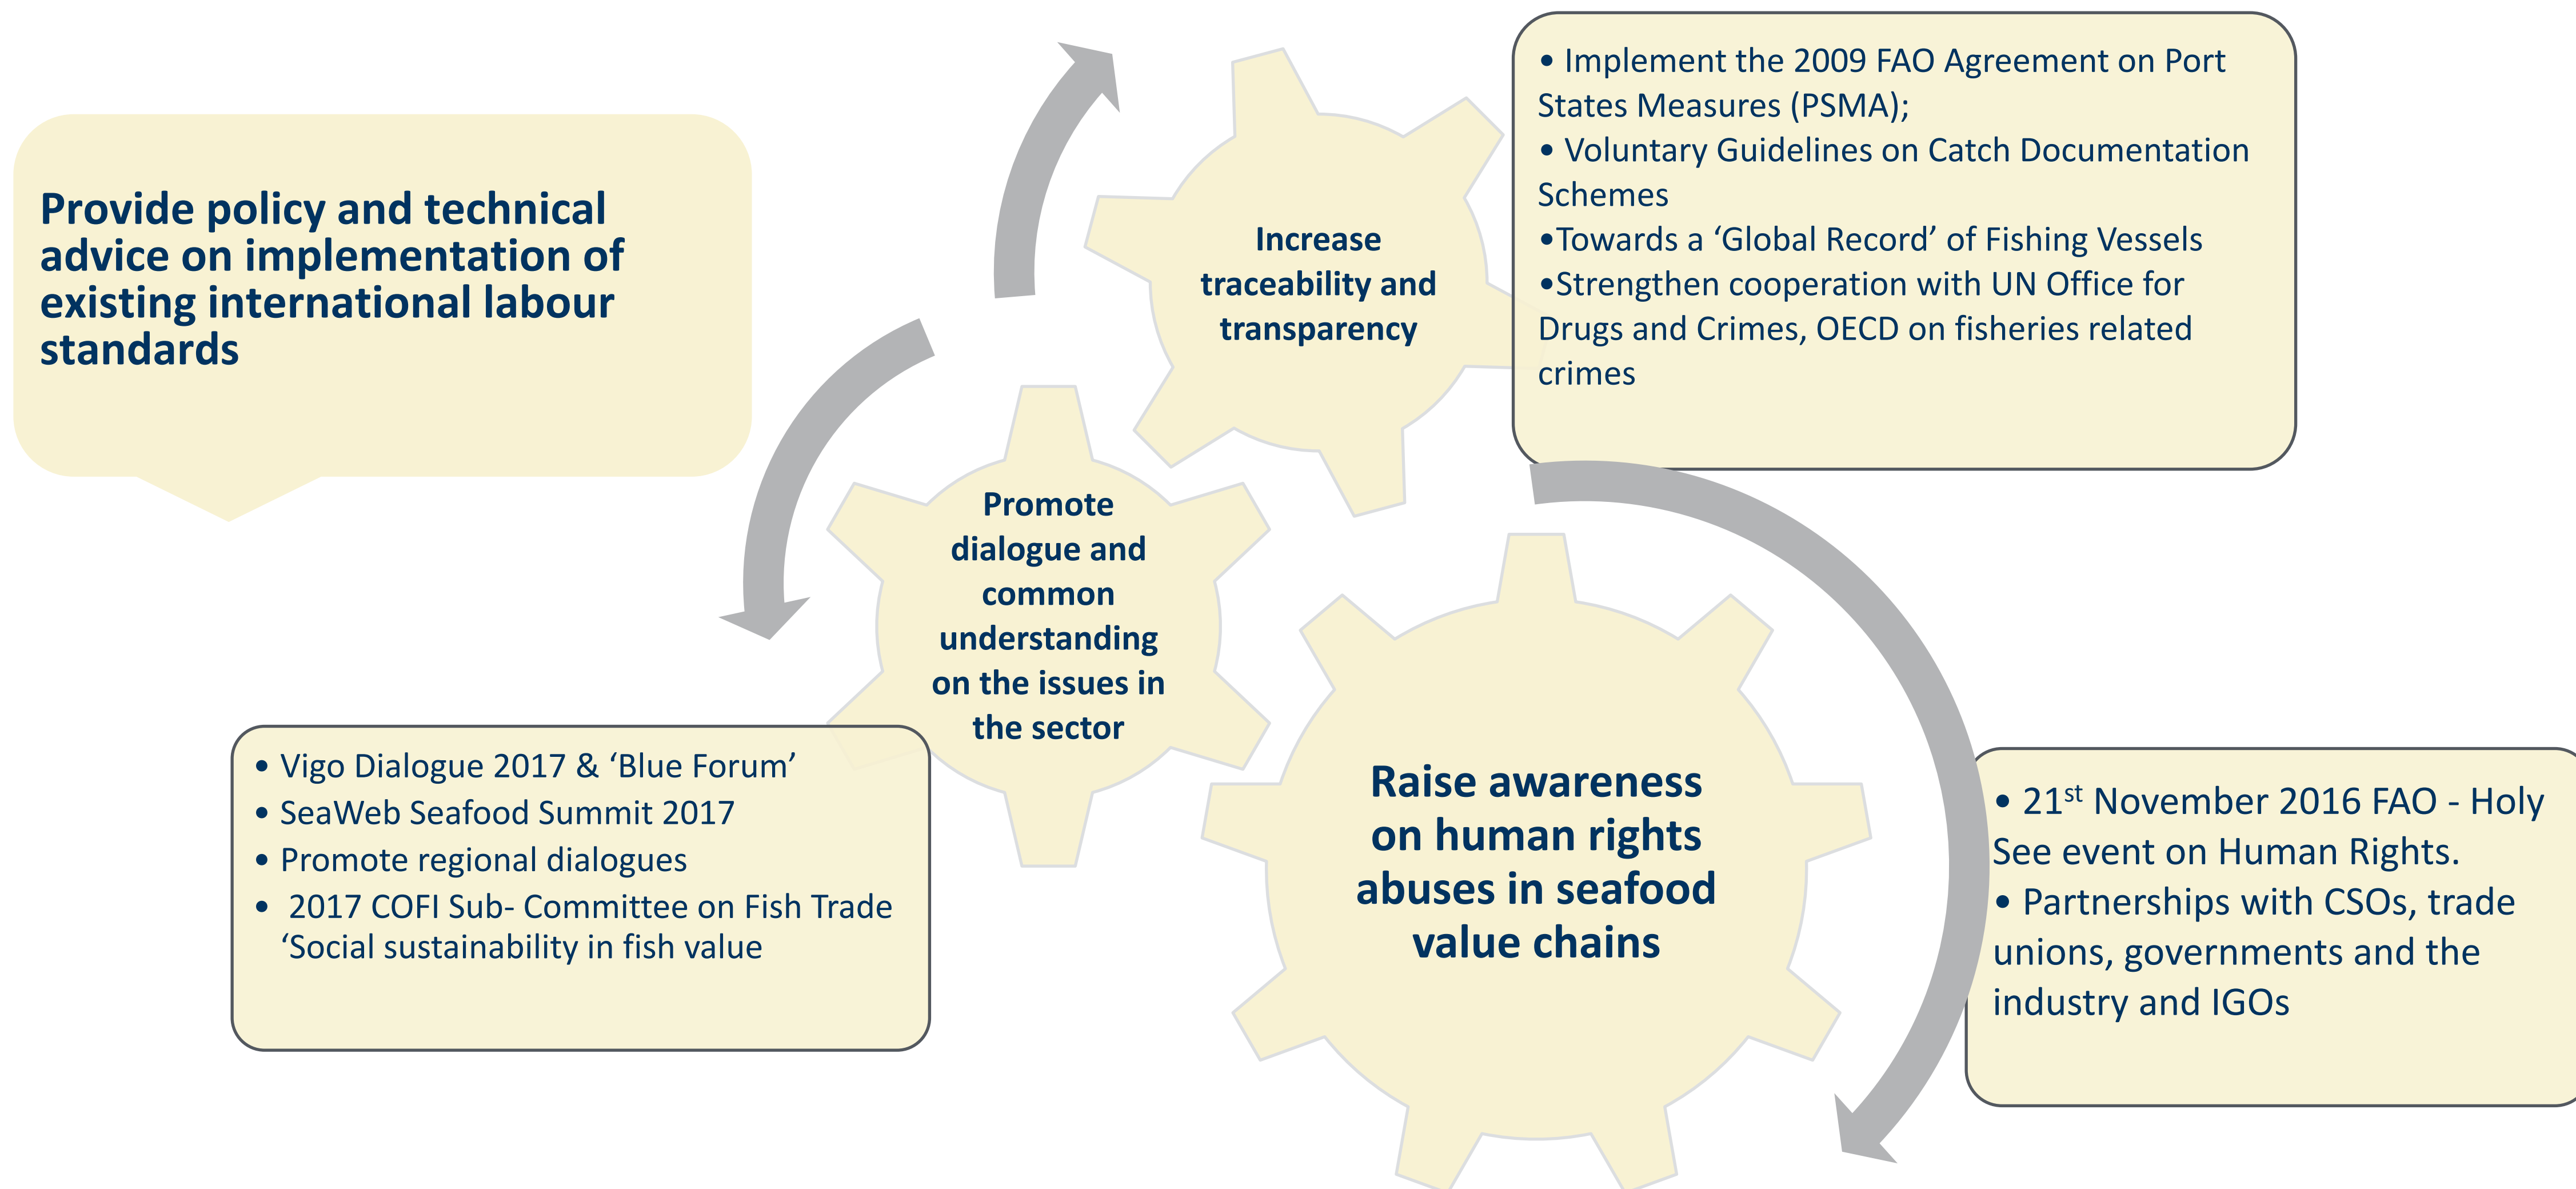 Provide policy and technical
advice on implementation of
existing international labour
standards
Increase
traceability and
transparency
• Implement the 2009 FAO Agreement on Port
States Measures (PSMA);
• Voluntary Guidelines on Catch Documentation
Schemes
•Towards a ‘Global Record’ of Fishing Vessels
•Strengthen cooperation with UN Office for
Drugs and Crimes, OECD on fisheries related
crimes
Promote
dialogue and
common
understanding
on the issues in
the sector
• Vigo Dialogue 2017 & ‘Blue Forum’
• SeaWeb Seafood Summit 2017
• Promote regional dialogues
• 2017 COFI Sub- Committee on Fish Trade
‘Social sustainability in fish value
Raise awareness
on human rights
abuses in seafood
value chains
• 21st November 2016 FAO - Holy
See event on Human Rights.
• Partnerships with CSOs, trade
unions, governments and the
industry and IGOs